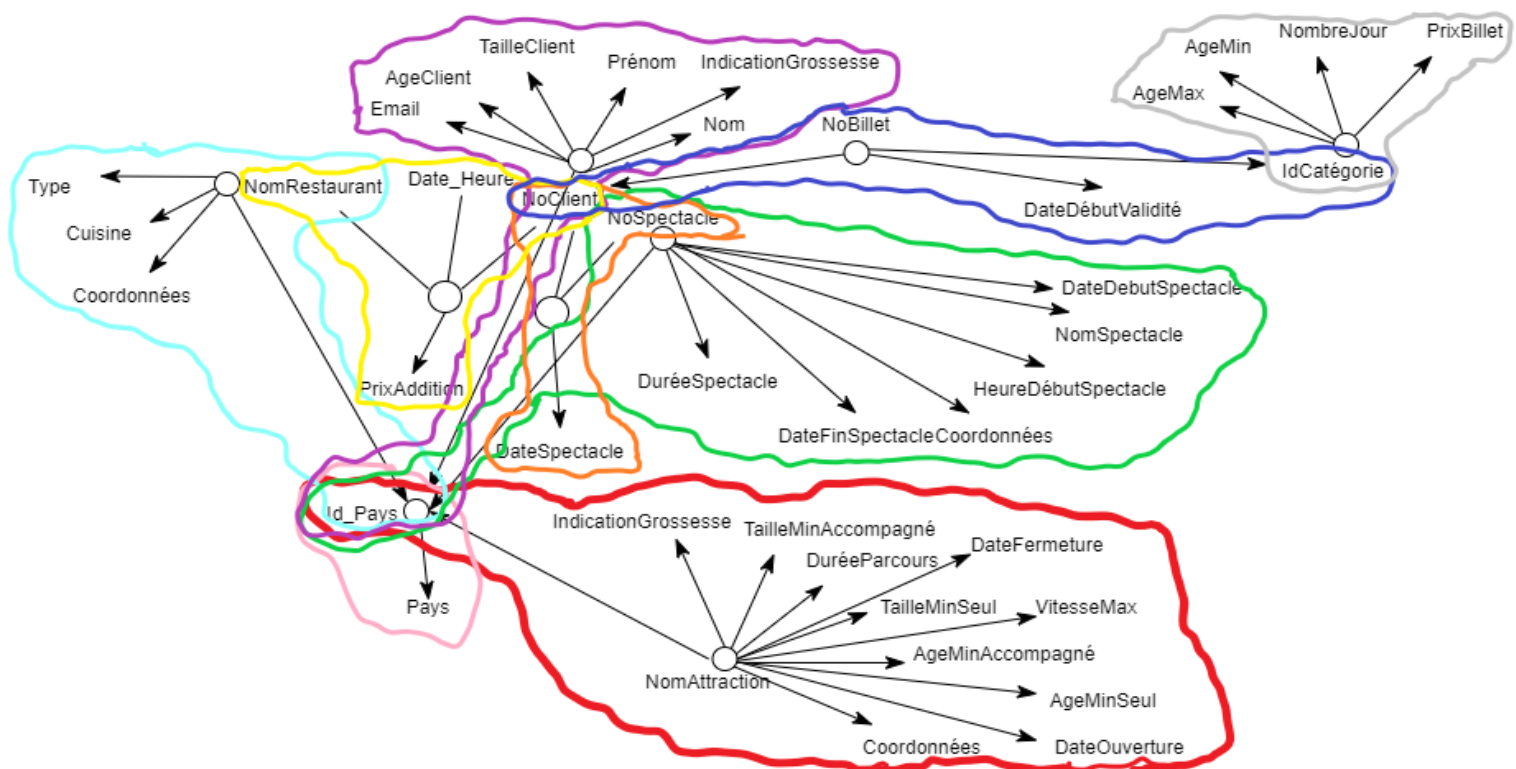 TailleClient
NombreJour
PrixBillet
AgeMin
Prénom
IndicationGrossesse
AgeClient
AgeMax
Email
Nom
NoBillet
IdCatégorie
Type
NomRestaurant
Date_Heure
NoClient
DateDébutValidité
NoSpectacle
Cuisine
Coordonnées
DateDebutSpectacle
NomSpectacle
DuréeSpectacle
HeureDébutSpectacle
PrixAddition
DateFinSpectacle
Coordonnées
DateSpectacle
Id_Pays
IndicationGrossesse
TailleMinAccompagné
DateFermeture
DuréeParcours
Pays
TailleMinSeul
VitesseMax
AgeMinAccompagné
NomAttraction
AgeMinSeul
Coordonnées
DateOuverture